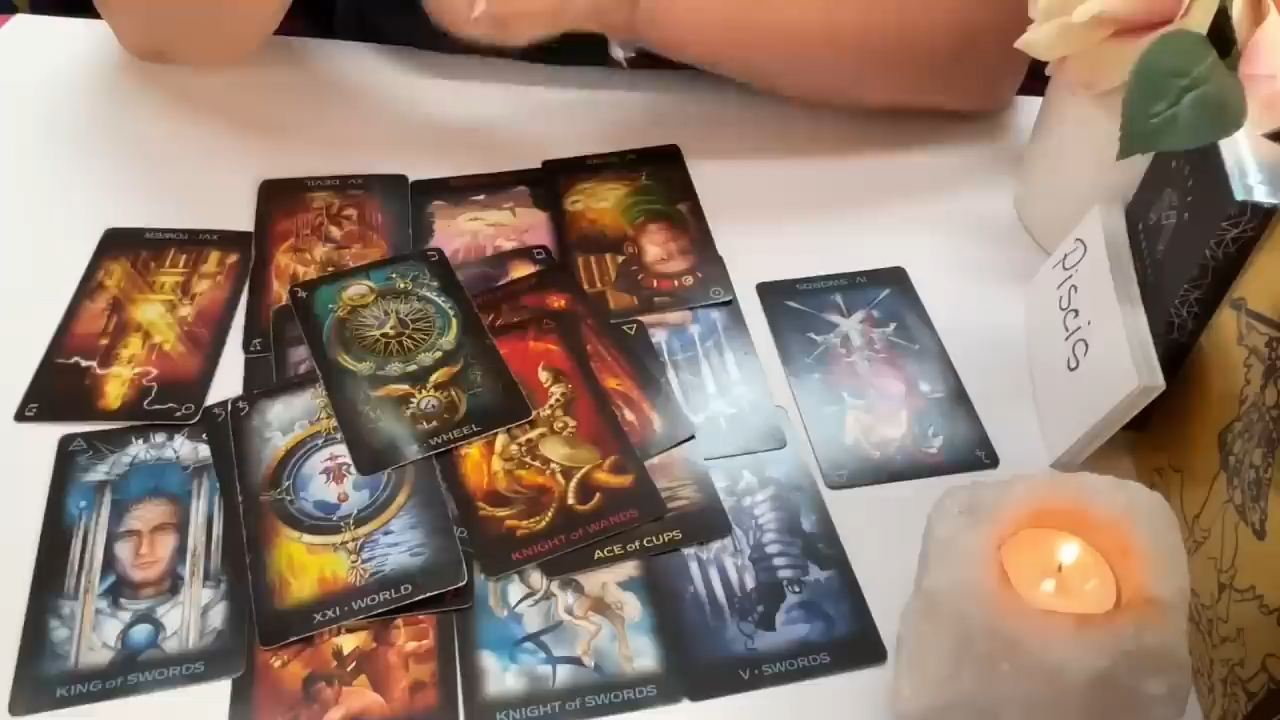 XV · DEVIL
XVI · TOWER
IV · SWORDS
Piscis
WHEEL
KNIGHT of WANDS
ACE of CUPS
XXI · WORLD
KING of SWORDS
V · SWORDS
KNIGHT of SWORDS